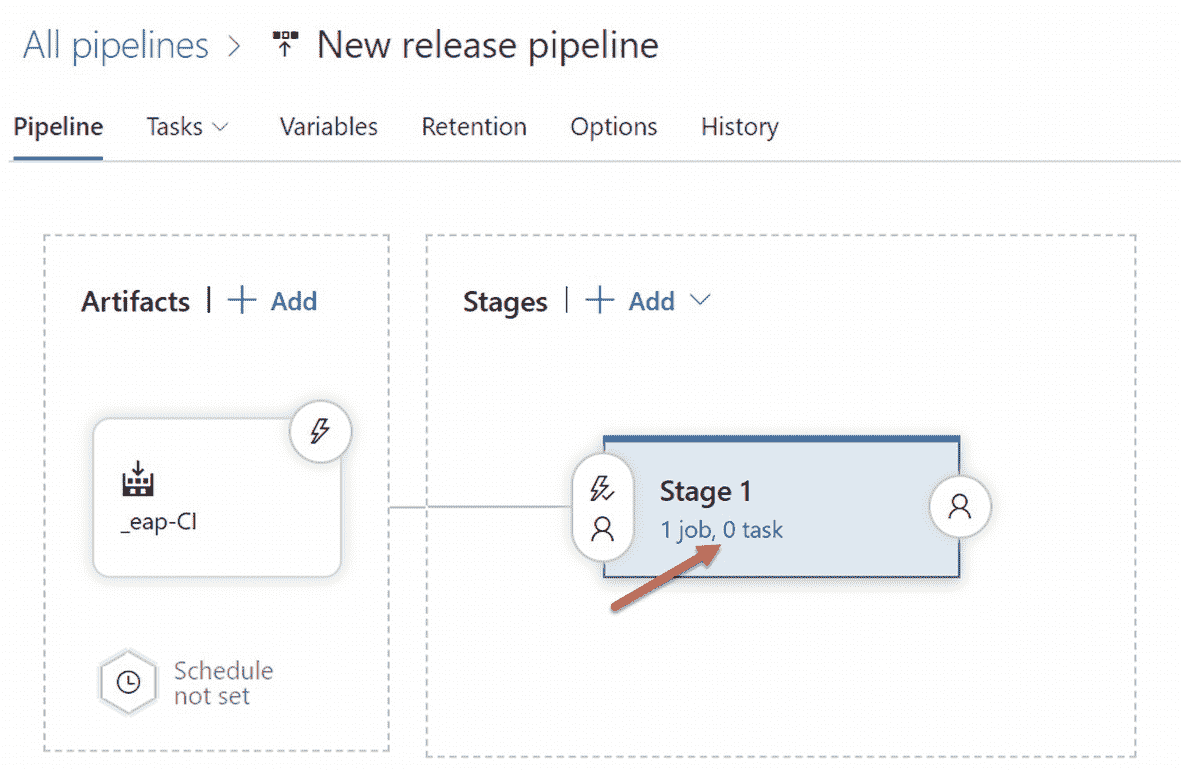 All pipelines > New release pipeline
Pipeline Tasks Variables Retention Options History
Artifacts | + Add
Stages | + Add
_eap-CI
Stage 1
1 job, 0 task
Schedule
not set